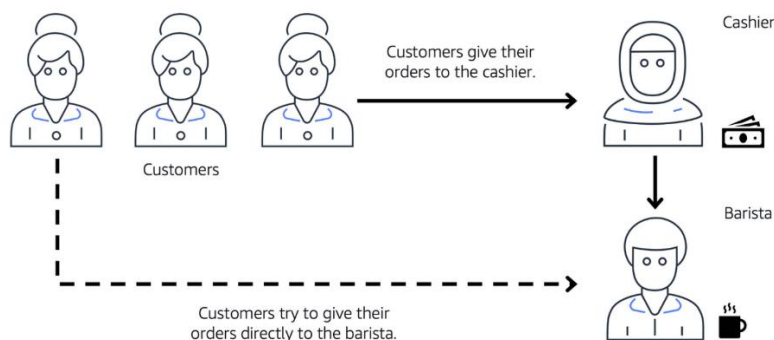 Cashier
Customers give their
orders to the cashier.
Customers
Barista
Customers try to give their
orders directly to the barista.